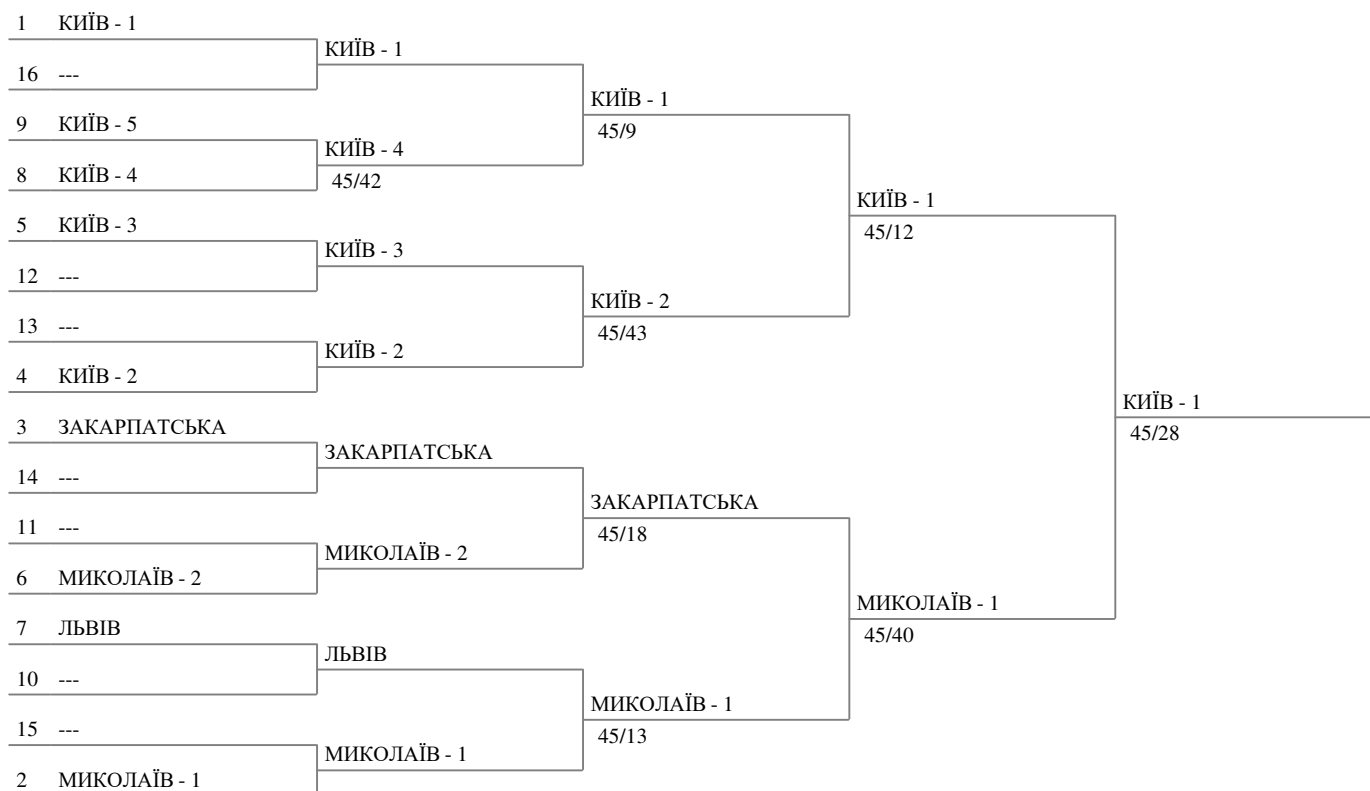 1 КИЇВ - 1
КИЇВ - 1
16 ---
КИЇВ - 1
45/9
9 КИЇВ - 5
КИЇВ - 4
45/42
8 КИЇВ - 4
КИЇВ - 1
45/12
5 КИЇВ - 3
КИЇВ - 3
12 ---
КИЇВ - 2
45/43
13 ---
КИЇВ - 2
4 КИЇВ - 2
КИЇВ - 1
45/28
3 ЗАКАРПАТСЬКА
ЗАКАРПАТСЬКА
14 ---
ЗАКАРПАТСЬКА
45/18
11 ---
МИКОЛАЇВ - 2
6 МИКОЛАЇВ - 2
МИКОЛАЇВ - 1
45/40
7 ЛЬВІВ
ЛЬВІВ
10 ---
МИКОЛАЇВ - 1
45/13
15 ---
МИКОЛАЇВ - 1
2 МИКОЛАЇВ - 1